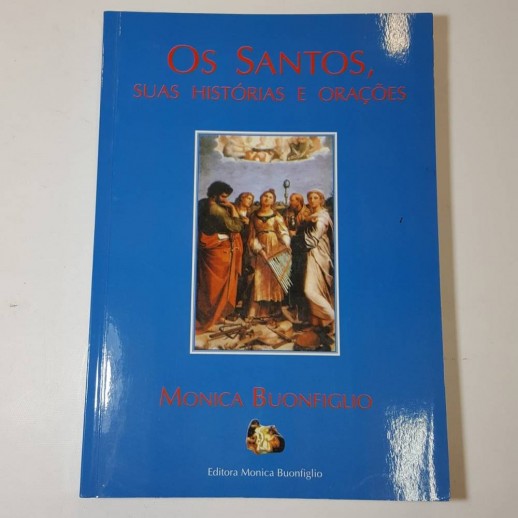 OS SANTOS,
SUAS HISTÓRIAS E ORAÇÕES
MONICA BUONFIGLIO
Editora Monica Buonfiglio